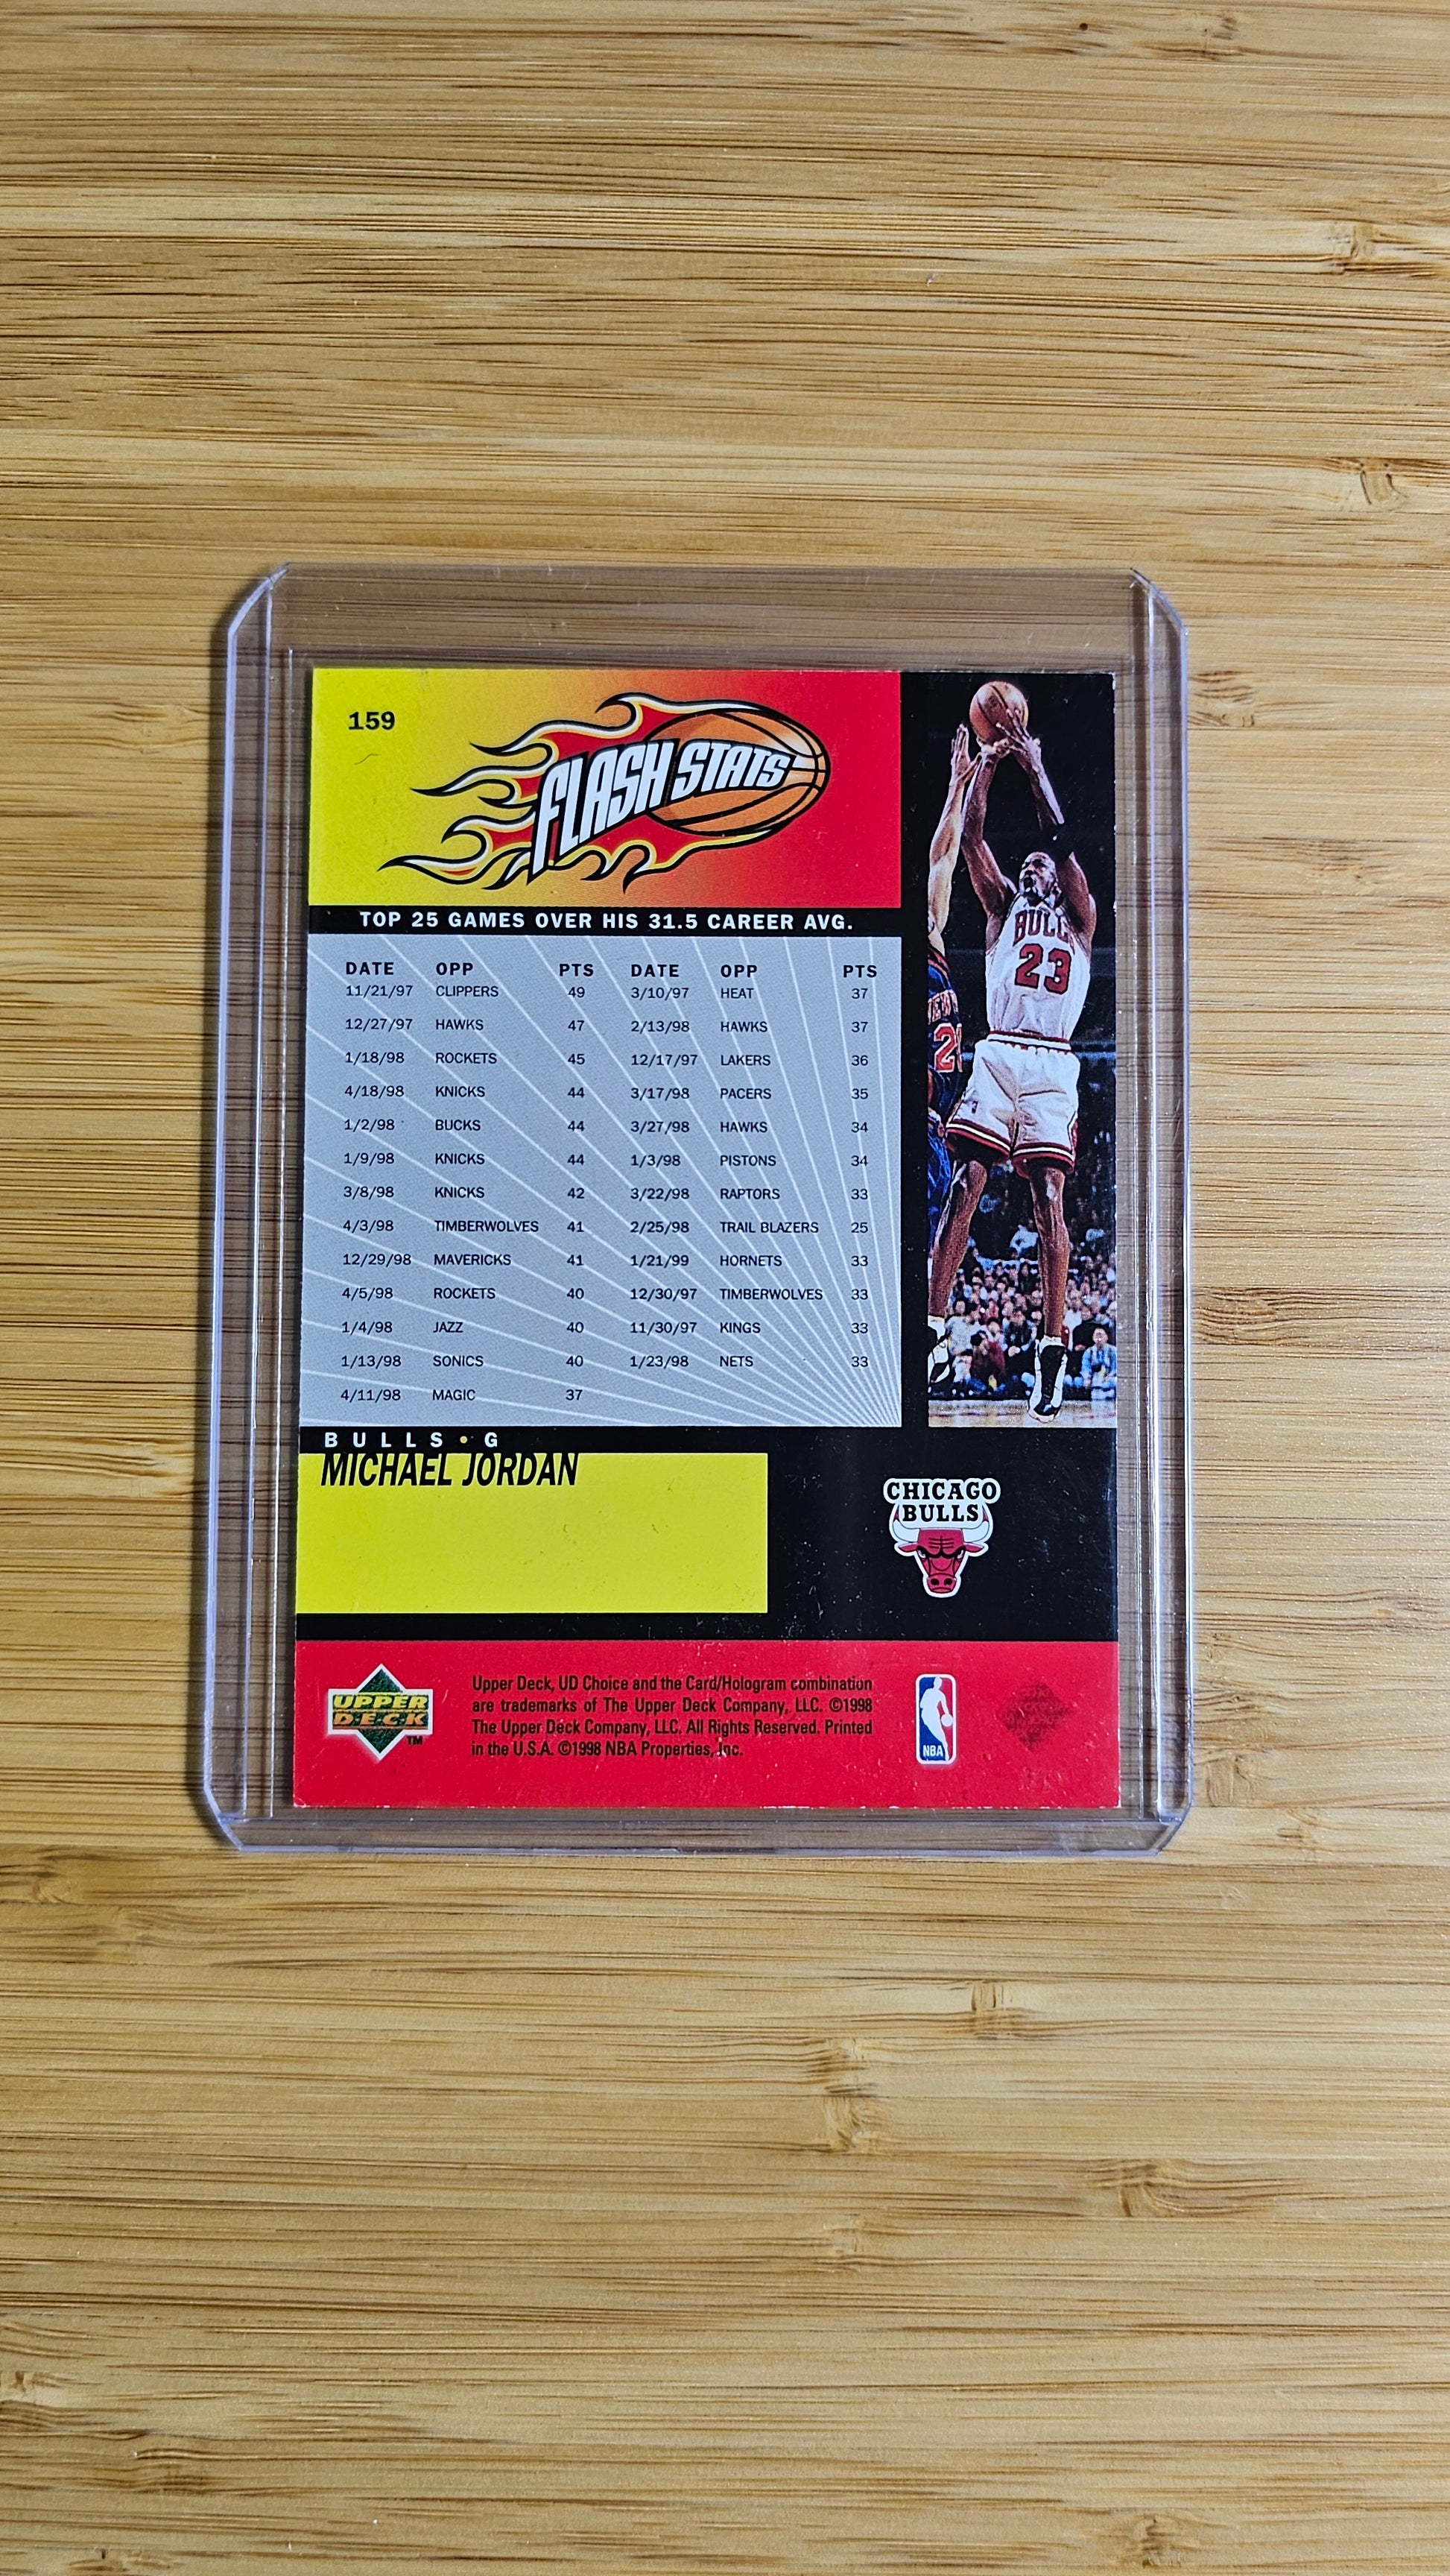 159
FLASH STATS
TOP 25 GAMES OVER HIS 31.5 CAREER AVG.
DATE OPP PTS DATE OPP PTS
11/21/97 CLIPPERS 49 3/10/97 HEAT 37
12/27/97 HAWKS 47 2/13/98 HAWKS 37
1/18/98 ROCKETS 45 12/17/97 LAKERS 36
4/18/98 KNICKS 44 3/17/98 PACERS 35
1/2/98 BUCKS 44 3/27/98 HAWKS 34
1/9/98 KNICKS 44 1/3/98 PISTONS 34
3/8/98 KNICKS 42 3/22/98 RAPTORS 33
4/3/98 TIMBERWOLVES 41 2/25/98 TRAIL BLAZERS 25
12/29/98 MAVERICKS 41 1/21/99 HORNETS 33
4/5/98 ROCKETS 40 12/30/97 TIMBERWOLVES 33
1/4/98 JAZZ 40 11/30/97 KINGS 33
1/13/98 SONICS 40 1/23/98 NETS 33
4/11/98 MAGIC 37
BULL
23
2
BULLS • G
MICHAEL JORDAN
CHICAGO
BULLS
UPPER
DECK
TM
Upper Deck, UD Choice and the Card/Hologram combination
are trademarks of The Upper Deck Company, LLC. ©1998
The Upper Deck Company, LLC. All Rights Reserved. Printed
in the U.S.A. ©1998 NBA Properties, Inc.
NBA